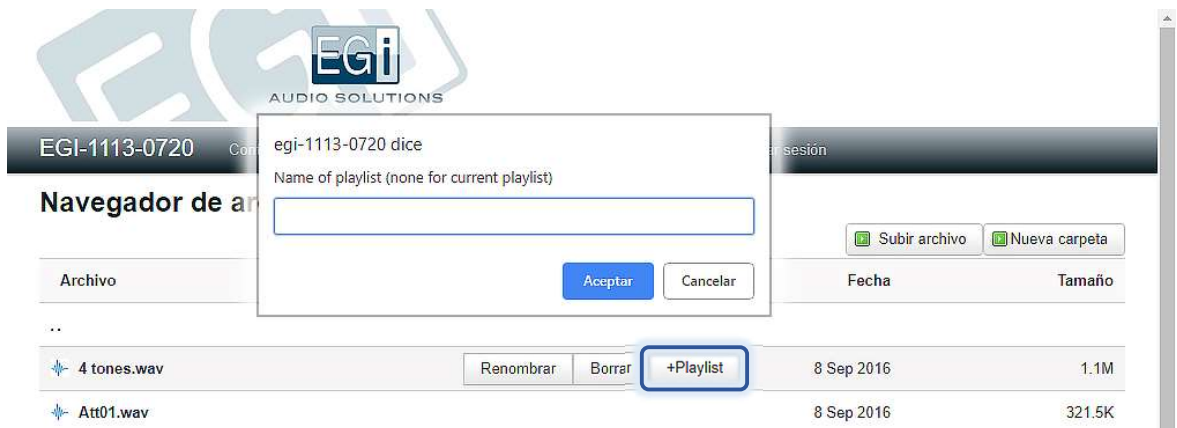 EGi
AUDIO SOLUTIONS
EGI-1113-0720
sesión
egi-1113-0720 dice
Name of playlist (none for current playlist)
Aceptar Cancelar
Navegador de
Subir archivo Nueva carpeta
Archivo Fecha Tamaño
..
4 tones.wav Renombrar Borrar +Playlist 8 Sep 2016 1.1M
Att01.wav 8 Sep 2016 321.5K